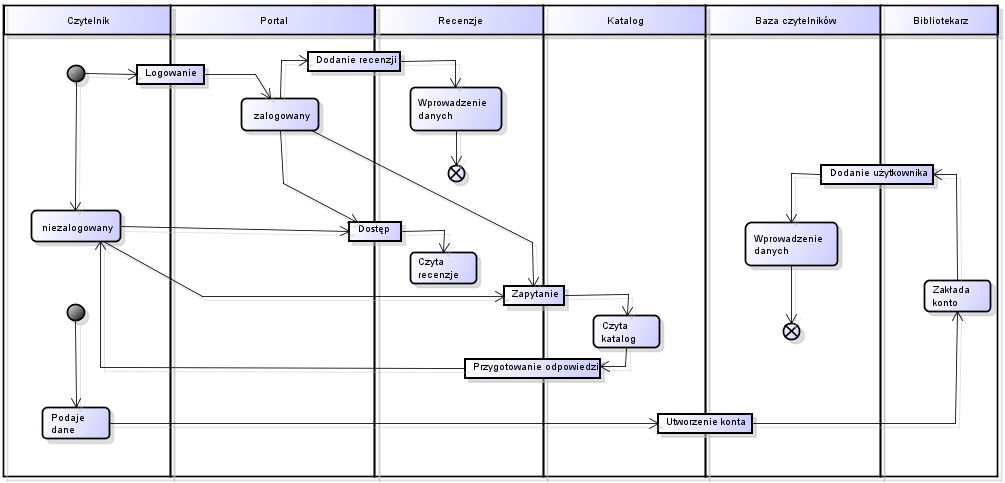 Czytelnik
Portal
Recenzje
Katalog
Baza czytelników
Bibliotekarz
Logowanie
Dodanie recenzji
zalogowany
Wprowadzenie
danych
Dodanie użytkownika
niezalogowany
Dostęp
Wprowadzenie
danych
Czyta
recenzje
Zapytanie
Zakłada
konto
Czyta
katalog
Przygotowanie odpowiedzi
Podaje
dane
Utworzenie konta